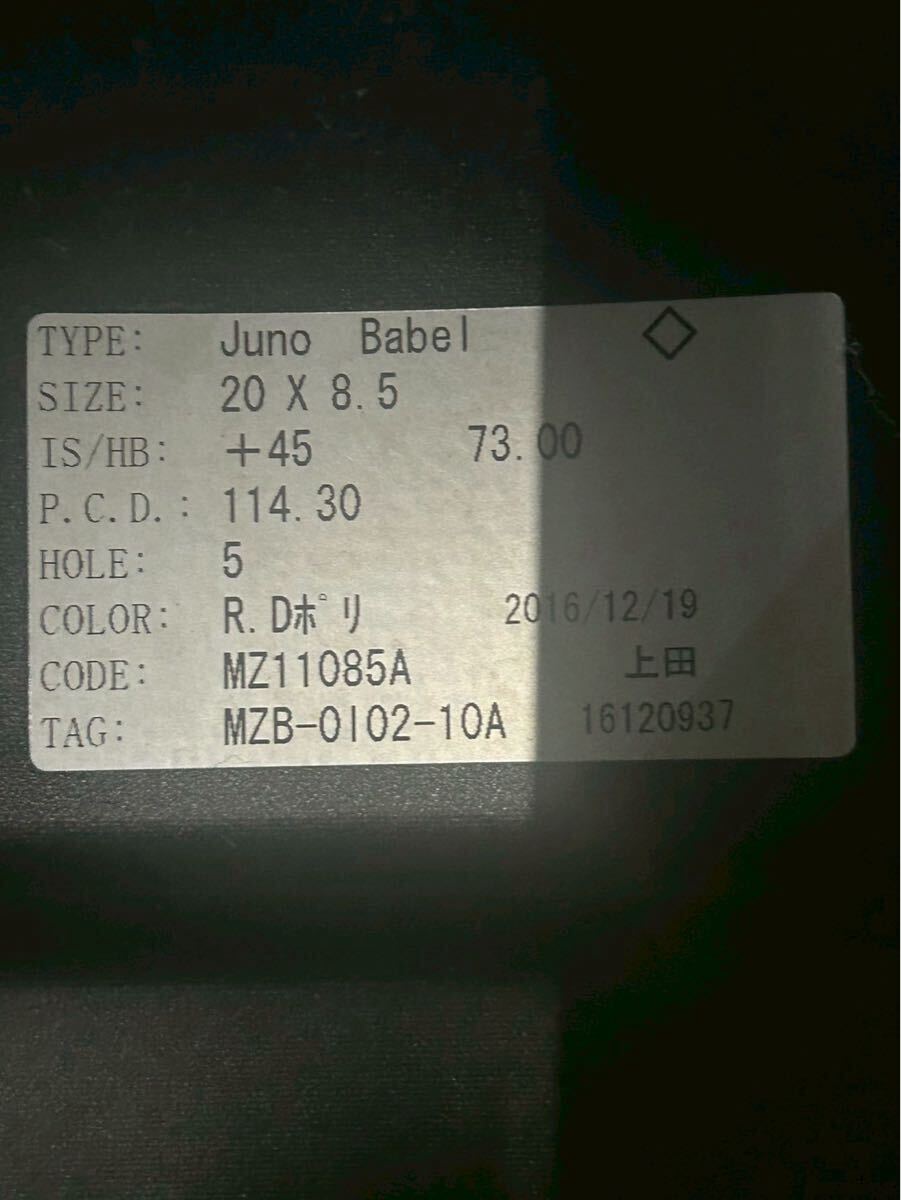 TYPE: Juno Babel ◇
SIZE: 20 X 8.5
IS/HB: +45 73.00
P.C.D.: 114.30
HOLE: 5
COLOR: R.Dポリ 2016/12/19
CODE: MZ11085A 上田
TAG: MZB-0102-10A 16120937